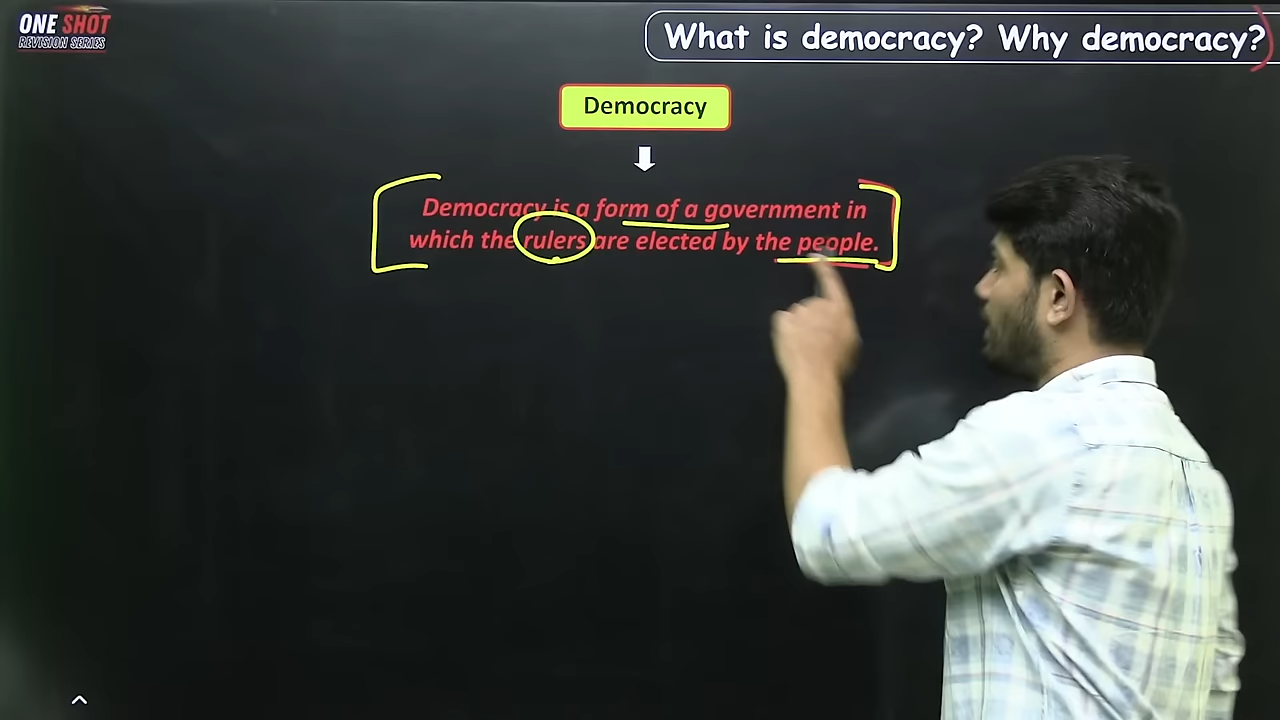 ONE SHOT
REVISION SERIES
What is democracy? Why democracy?
Democracy
Democracy is a form of a government in
which the rulers are elected by the people.